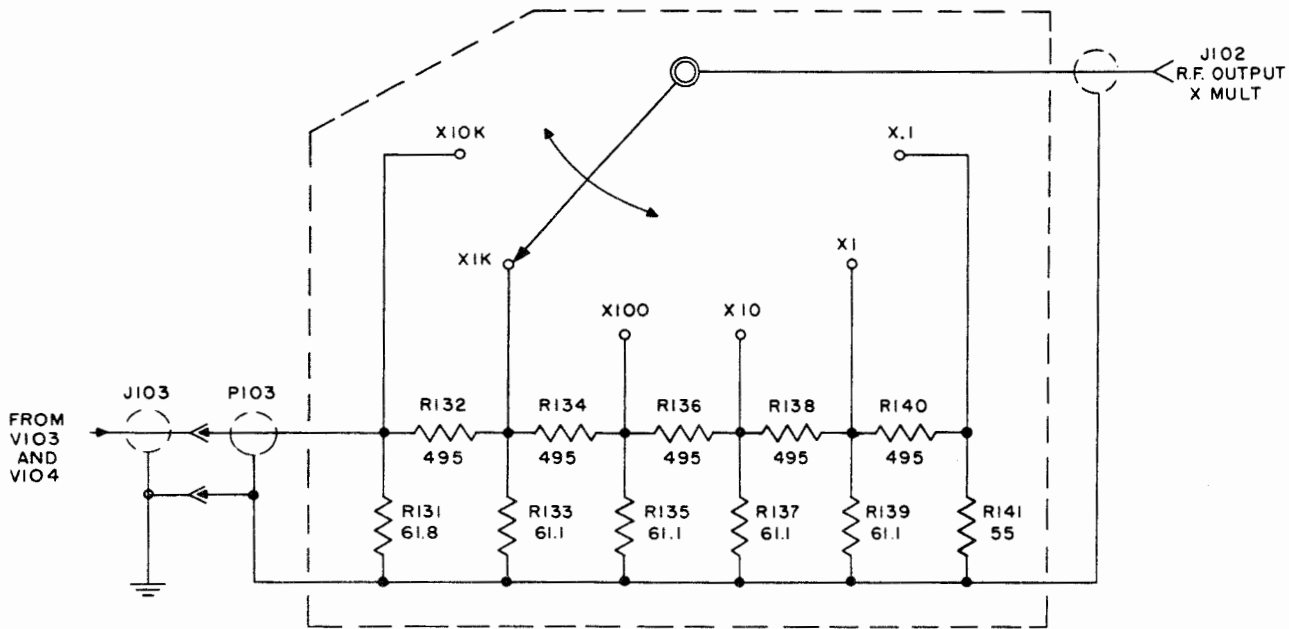 J102
R.F. OUTPUT
X MULT
X10K
X.1
X1K
X1
X100
X10
J103
P103
FROM
V103
AND
V104
R132
495
R134
495
R136
495
R138
495
R140
495
R131
61.8
R133
61.1
R135
61.1
R137
61.1
R139
61.1
R141
55